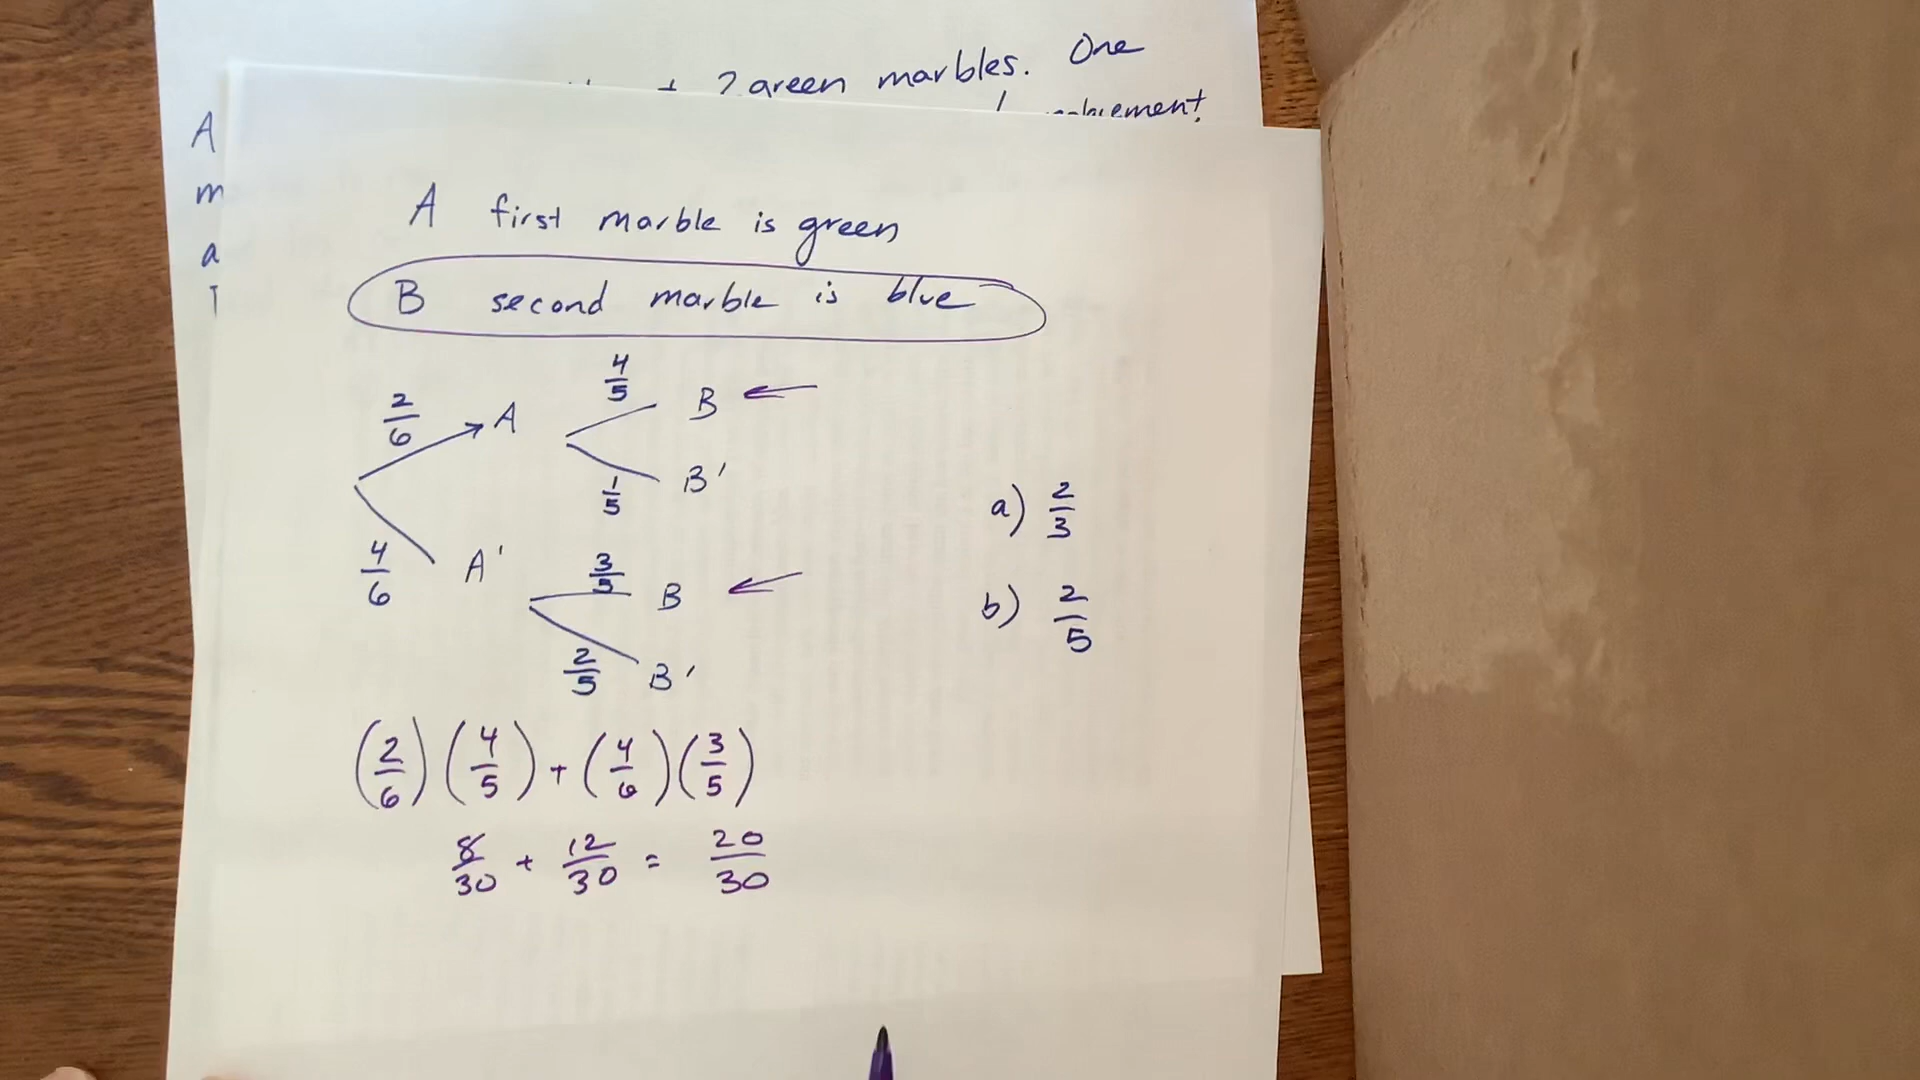 2 green marbles. One
A
m
a
A first marble is green
B second marble is blue
2/6 A 4/5 B ←
1/5 B'
4/6 A' 3/5 B ←
2/5 B'
a) 2/3
b) 2/5
(2/6)(4/5) + (4/6)(3/5)
8/30 + 12/30 = 20/30